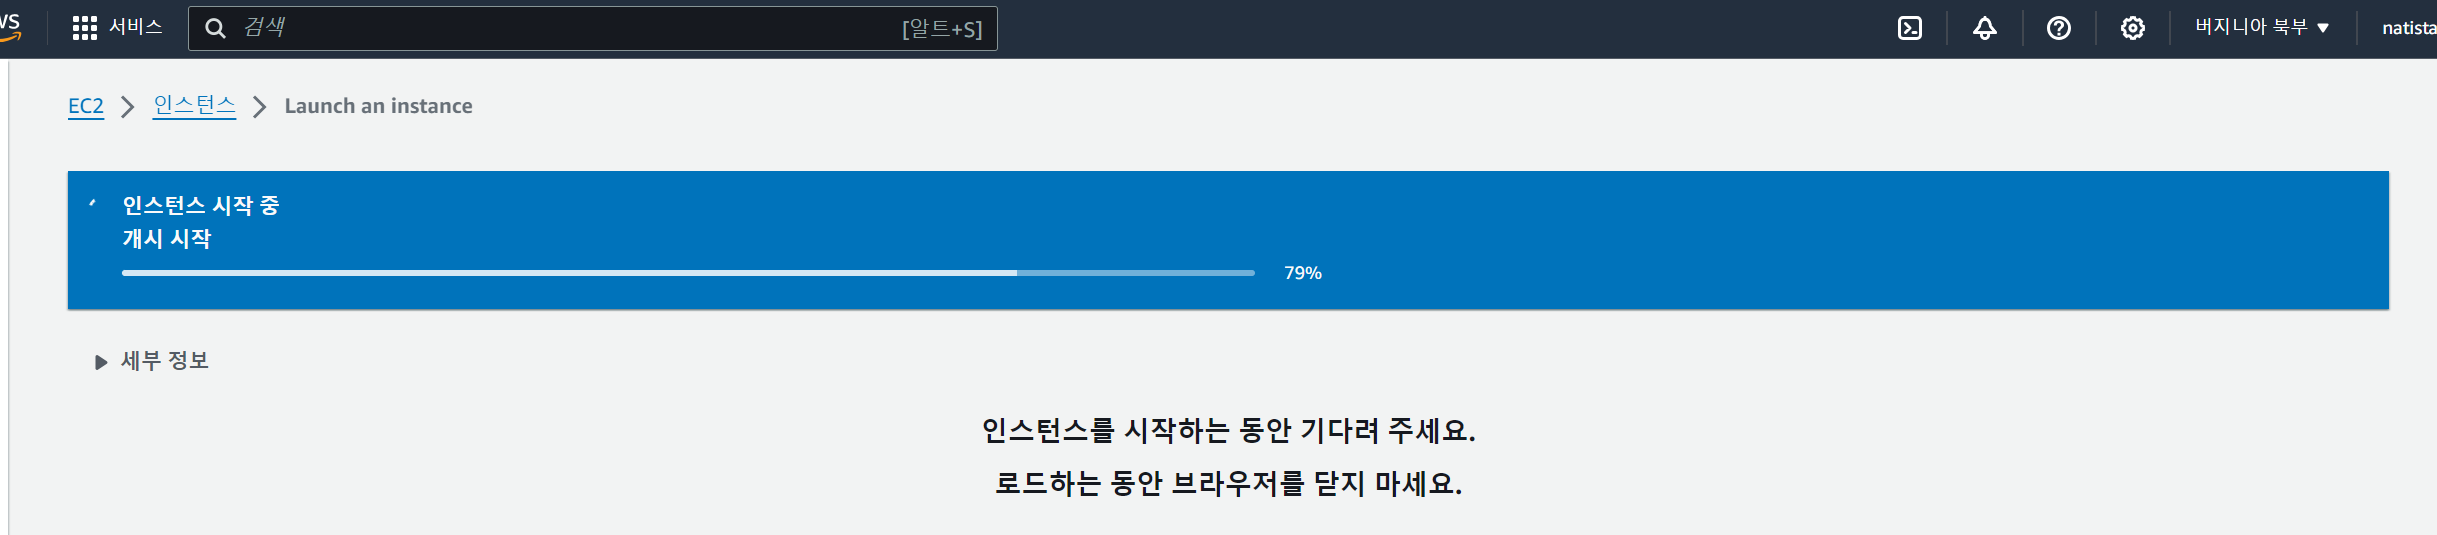 서비스
검색
[알트+S]
버지니아 북부
EC2 인스턴스 Launch an instance
인스턴스 시작 중
개시 시작
79%
세부 정보
인스턴스를 시작하는 동안 기다려 주세요.
로드하는 동안 브라우저를 닫지 마세요.